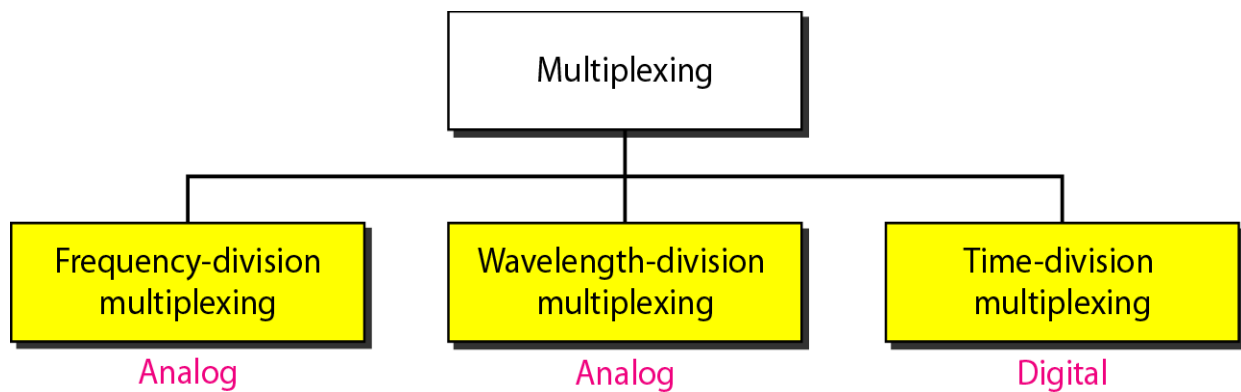 Multiplexing
Frequency-division
multiplexing
Wavelength-division
multiplexing
Time-division
multiplexing
Analog
Analog
Digital